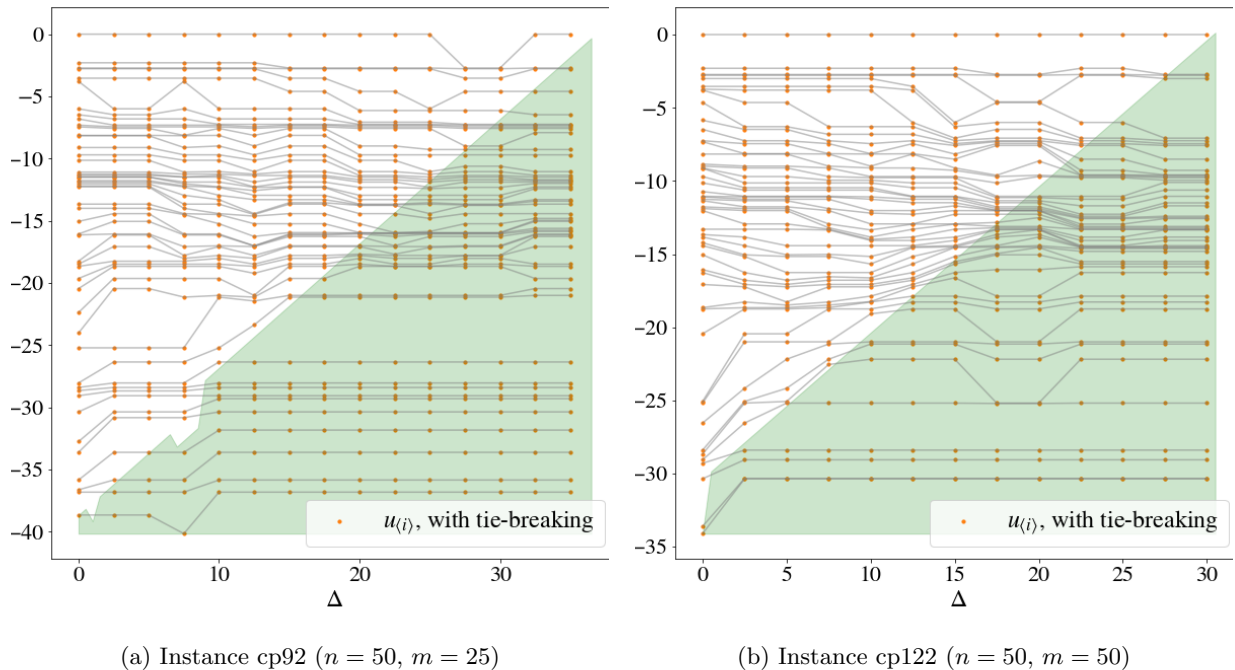 −0
−5
−10
−15
−20
−25
−30
−35
−40
0 10 20 30
Δ
u⟨i⟩, with tie-breaking
0
−5
−10
−15
−20
−25
−30
−35
0 5 10 15 20 25 30
Δ
u⟨i⟩, with tie-breaking
(a) Instance cp92 (n = 50, m = 25)
(b) Instance cp122 (n = 50, m = 50)